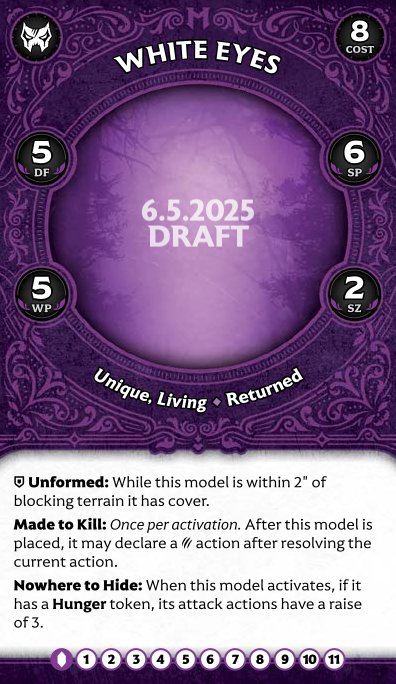 WHITE EYES
8
COST
5
DF
6
SP
6.5.2025
DRAFT
5
WP
2
SZ
Unique, Living ◆ Returned
Unformed: While this model is within 2" of
blocking terrain it has cover.
Made to Kill: Once per activation. After this model is
placed, it may declare a action after resolving the
current action.
Nowhere to Hide: When this model activates, if it
has a Hunger token, its attack actions have a raise
of 3.
1 2 3 4 5 6 7 8 9 10 11